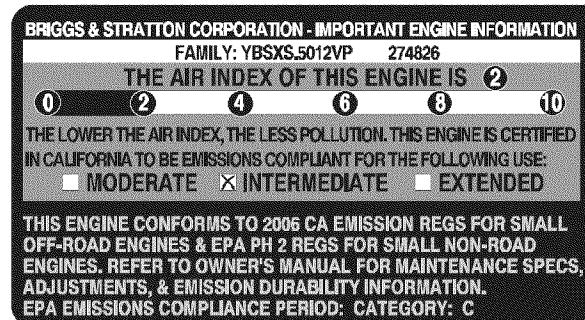 BRIGGS & STRATTON CORPORATION - IMPORTANT ENGINE INFORMATION
FAMILY: YBSXS.5012VP 274826
THE AIR INDEX OF THIS ENGINE IS 2
0 2 4 6 8 10
THE LOWER THE AIR INDEX, THE LESS POLLUTION. THIS ENGINE IS CERTIFIED
IN CALIFORNIA TO BE EMISSIONS COMPLIANT FOR THE FOLLOWING USE:
MODERATE INTERMEDIATE EXTENDED
THIS ENGINE CONFORMS TO 2006 CA EMISSION REGS FOR SMALL
OFF-ROAD ENGINES & EPA PH 2 REGS FOR SMALL NON-ROAD
ENGINES. REFER TO OWNER'S MANUAL FOR MAINTENANCE SPECS,
ADJUSTMENTS, & EMISSION DURABILITY INFORMATION.
EPA EMISSIONS COMPLIANCE PERIOD: CATEGORY: C